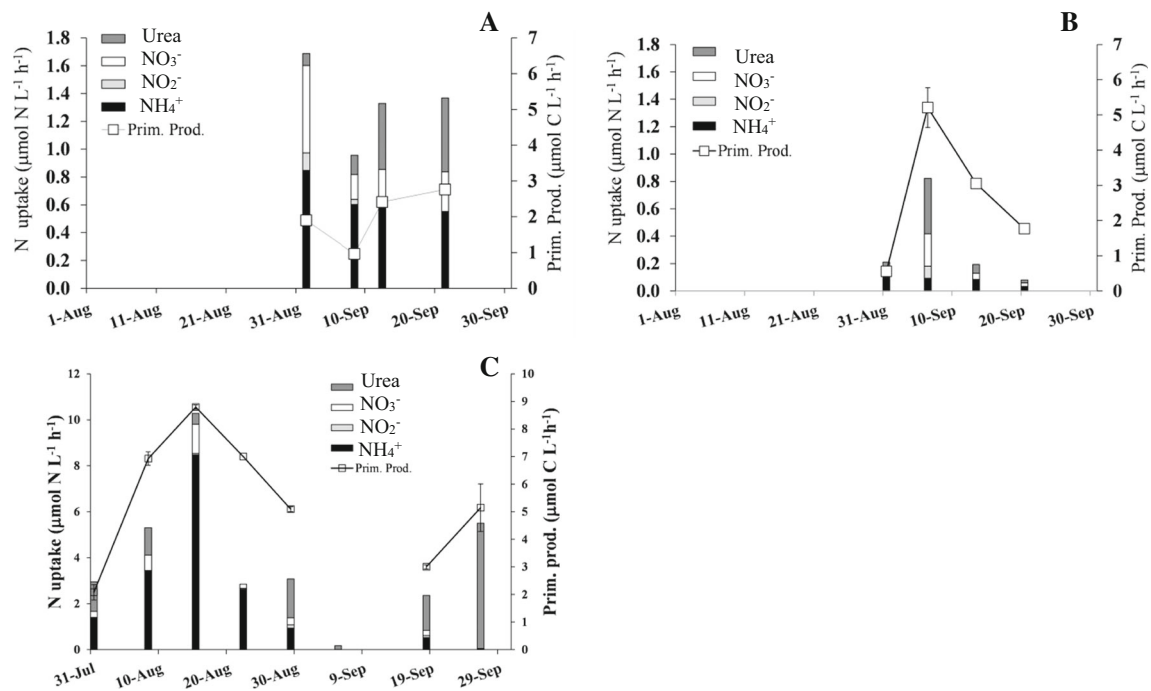 A
Urea
NO₃⁻
NO₂⁻
NH₄⁺
Prim. Prod.
N uptake (μmol N L⁻¹ h⁻¹)
1.8
1.6
1.4
1.2
1.0
0.8
0.6
0.4
0.2
0.0
7
6
5
4
3
2
1
0
Prim. Prod. (μmol C L⁻¹ h⁻¹)
1-Aug 11-Aug 21-Aug 31-Aug 10-Sep 20-Sep 30-Sep
B
Urea
NO₃⁻
NO₂⁻
NH₄⁺
Prim. Prod.
N uptake (μmol N L⁻¹ h⁻¹)
1.8
1.6
1.4
1.2
1.0
0.8
0.6
0.4
0.2
0.0
7
6
5
4
3
2
1
0
Prim. Prod. (μmol C L⁻¹ h⁻¹)
1-Aug 11-Aug 21-Aug 31-Aug 10-Sep 20-Sep 30-Sep
C
Urea
NO₃⁻
NO₂⁻
NH₄⁺
Prim. Prod.
N uptake (μmol N L⁻¹ h⁻¹)
12
10
8
6
4
2
0
10
9
8
7
6
5
4
3
2
1
0
Prim. prod. (μmol C L⁻¹h⁻¹)
31-Jul 10-Aug 20-Aug 30-Aug 9-Sep 19-Sep 29-Sep